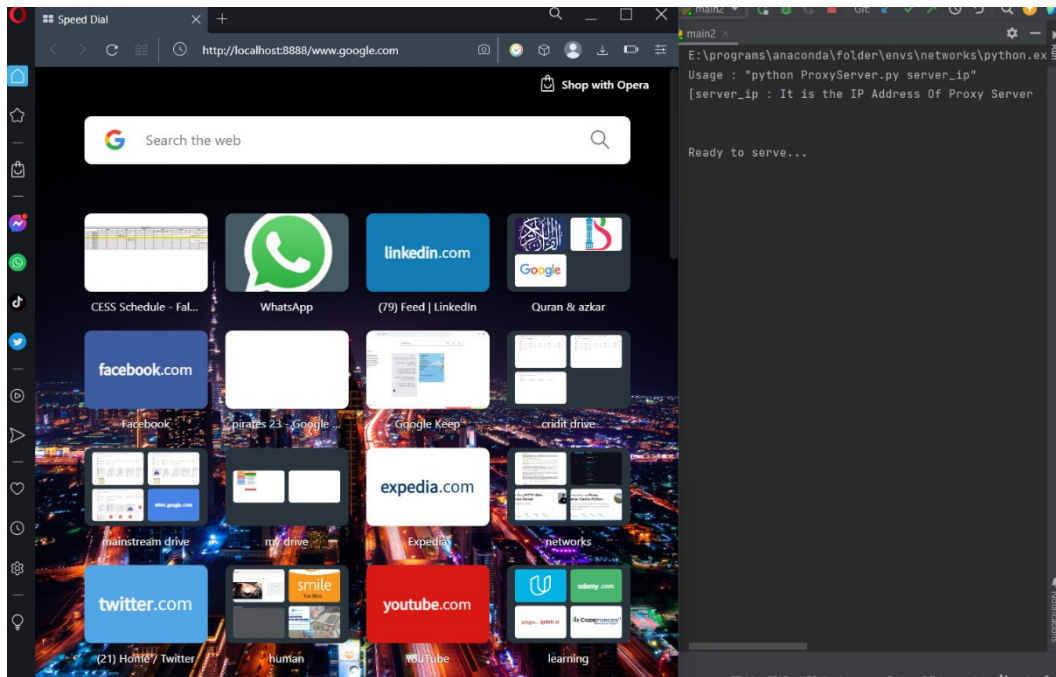 Speed Dial
http://localhost:8888/www.google.com
Shop with Opera
Search the web
CESS Schedule - Fal...
WhatsApp
linkedin.com
(79) Feed | LinkedIn
Google
Quran & azkar
facebook.com
Facebook
pirates 23 - Google ...
Google Keep
cridit drive
mainstream drive
my drive
expedia.com
Expedia
networks
twitter.com
(21) Home / Twitter
smile
human
youtube.com
YouTube
udemy.com
CODEFORCES
learning
main2
Git:
main2
E:\programs\anaconda\folder\envs\networks\python.ex
Usage : "python ProxyServer.py server_ip"
[server_ip : It is the IP Address Of Proxy Server
Ready to serve...
Notifications